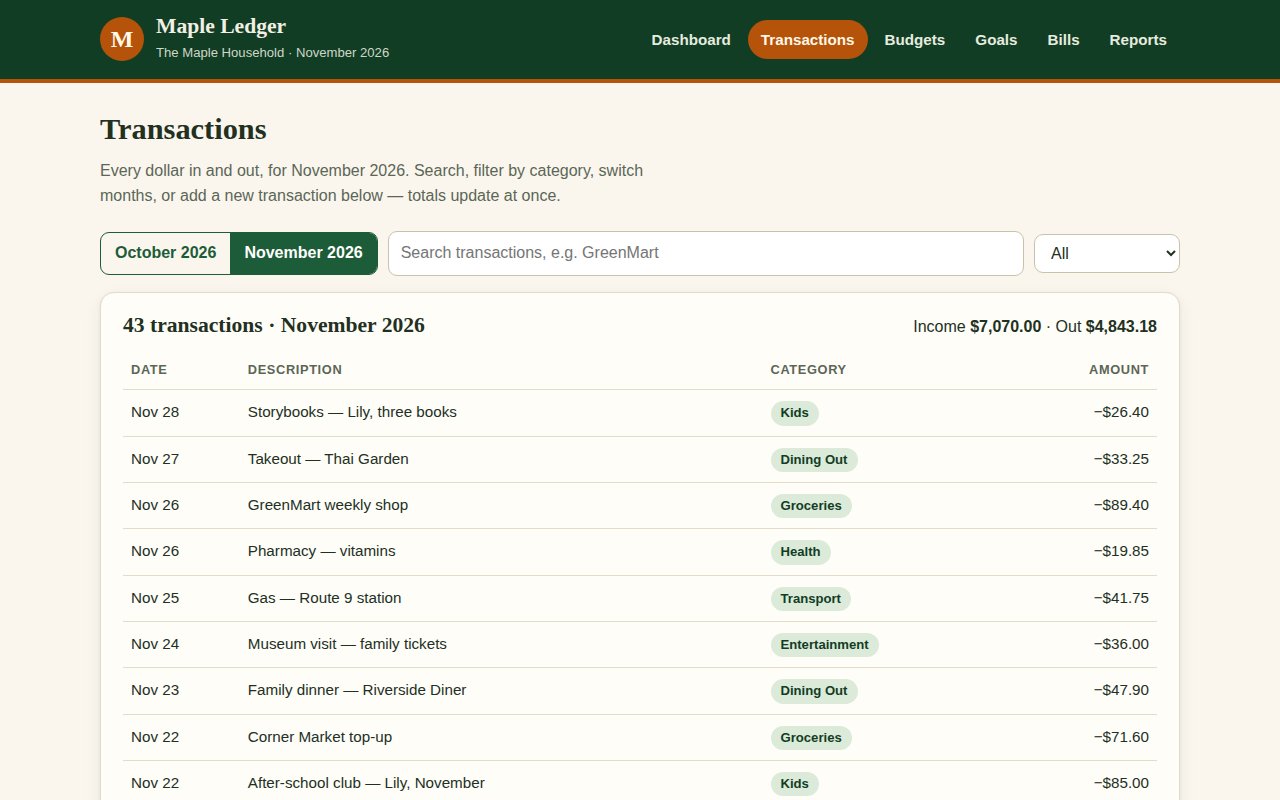 M
Maple Ledger
The Maple Household · November 2026
Dashboard Transactions Budgets Goals Bills Reports
Transactions
Every dollar in and out, for November 2026. Search, filter by category, switch
months, or add a new transaction below — totals update at once.
October 2026 November 2026 Search transactions, e.g. GreenMart All
43 transactions · November 2026 Income $7,070.00 · Out $4,843.18
DATE DESCRIPTION CATEGORY AMOUNT
Nov 28 Storybooks — Lily, three books Kids −$26.40
Nov 27 Takeout — Thai Garden Dining Out −$33.25
Nov 26 GreenMart weekly shop Groceries −$89.40
Nov 26 Pharmacy — vitamins Health −$19.85
Nov 25 Gas — Route 9 station Transport −$41.75
Nov 24 Museum visit — family tickets Entertainment −$36.00
Nov 23 Family dinner — Riverside Diner Dining Out −$47.90
Nov 22 Corner Market top-up Groceries −$71.60
Nov 22 After-school club — Lily, November Kids −$85.00